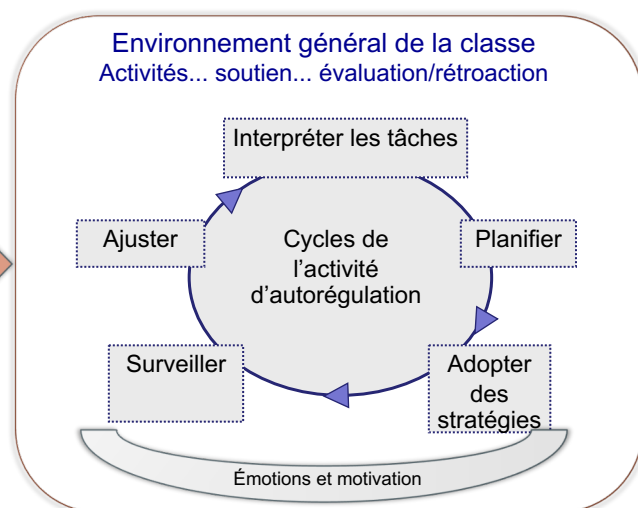 Environnement général de la classe
Activités... soutien... évaluation/rétroaction
Interpréter les tâches
Ajuster
Cycles de
l’activité
d’autorégulation
Planifier
Surveiller
Adopter
des
stratégies
Émotions et motivation